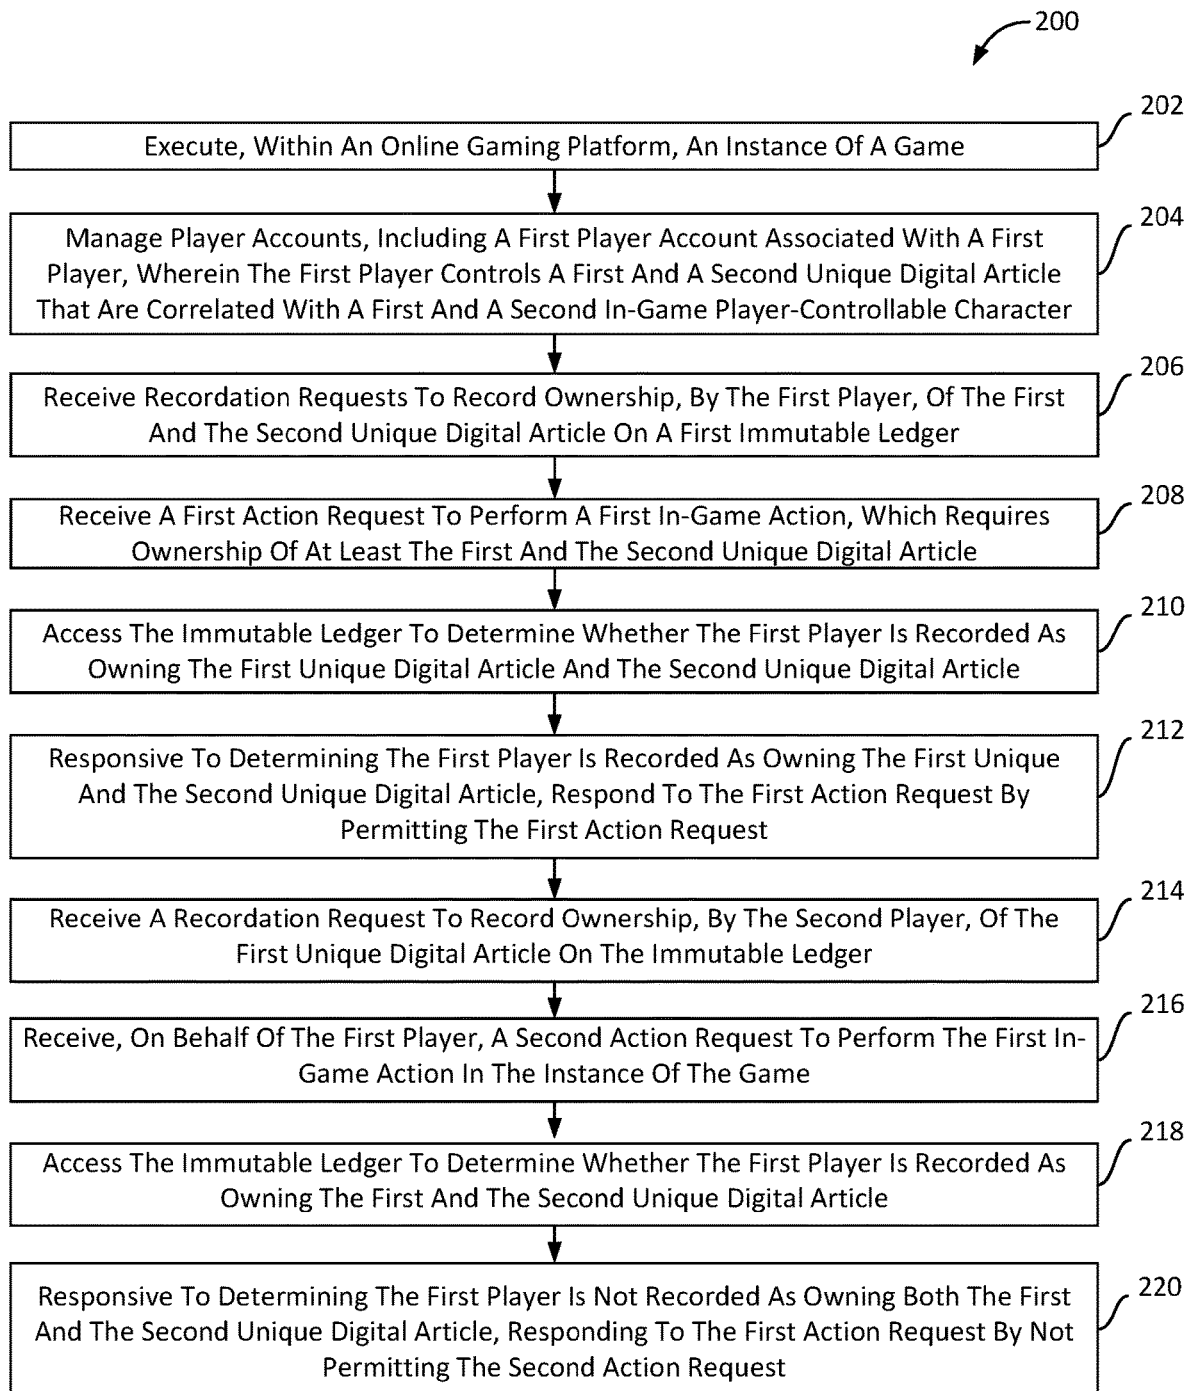 200
202
Execute, Within An Online Gaming Platform, An Instance Of A Game
204
Manage Player Accounts, Including A First Player Account Associated With A First
Player, Wherein The First Player Controls A First And A Second Unique Digital Article
That Are Correlated With A First And A Second In-Game Player-Controllable Character
206
Receive Recordation Requests To Record Ownership, By The First Player, Of The First
And The Second Unique Digital Article On A First Immutable Ledger
208
Receive A First Action Request To Perform A First In-Game Action, Which Requires
Ownership Of At Least The First And The Second Unique Digital Article
210
Access The Immutable Ledger To Determine Whether The First Player Is Recorded As
Owning The First Unique Digital Article And The Second Unique Digital Article
212
Responsive To Determining The First Player Is Recorded As Owning The First Unique
And The Second Unique Digital Article, Respond To The First Action Request By
Permitting The First Action Request
214
Receive A Recordation Request To Record Ownership, By The Second Player, Of The
First Unique Digital Article On The Immutable Ledger
216
Receive, On Behalf Of The First Player, A Second Action Request To Perform The First In-
Game Action In The Instance Of The Game
218
Access The Immutable Ledger To Determine Whether The First Player Is Recorded As
Owning The First And The Second Unique Digital Article
220
Responsive To Determining The First Player Is Not Recorded As Owning Both The First
And The Second Unique Digital Article, Responding To The First Action Request By Not
Permitting The Second Action Request